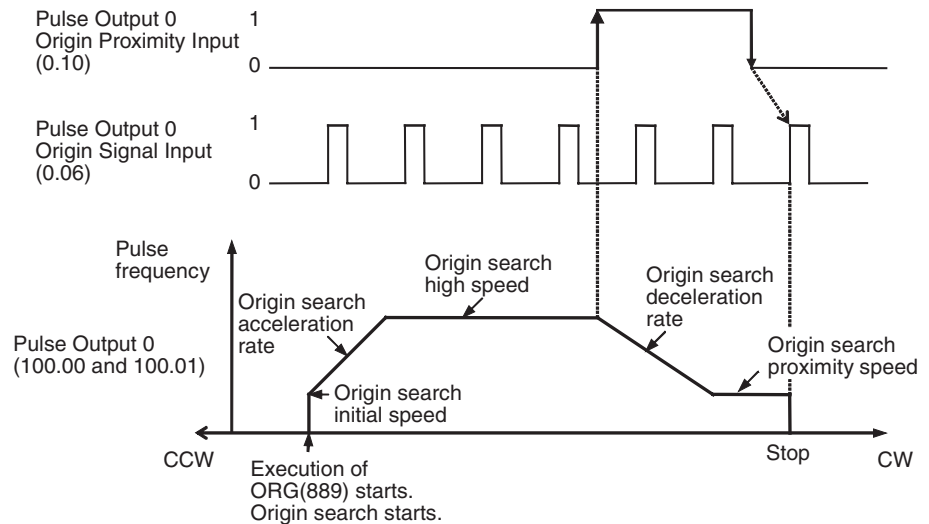 Pulse Output 0
Origin Proximity Input
(0.10)
1
0
Pulse Output 0
Origin Signal Input
(0.06)
1
0
Pulse
frequency
Origin search
high speed
Origin search
acceleration
rate
Origin search
deceleration
rate
Pulse Output 0
(100.00 and 100.01)
Origin search
proximity speed
Origin search
initial speed
CCW
Stop
CW
Execution of
ORG(889) starts.
Origin search starts.